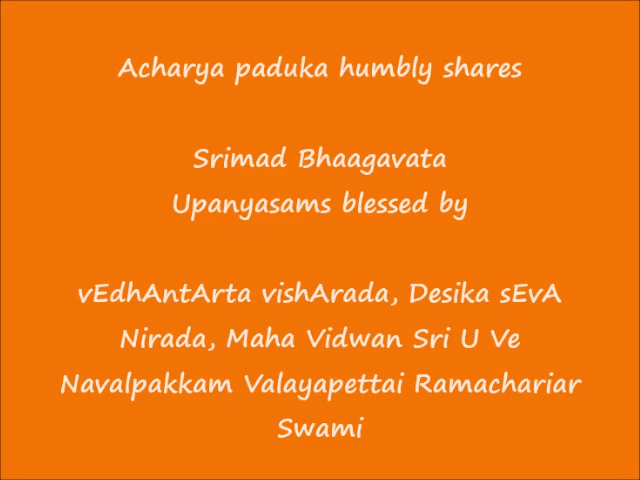 Acharya paduka humbly shares
Srimad Bhaagavata
Upanyasams blessed by
vEdhAntArta vishArada, Desika sEvA
Nirada, Maha Vidwan Sri U Ve
Navalpakkam Valayapettai Ramachariar
Swami